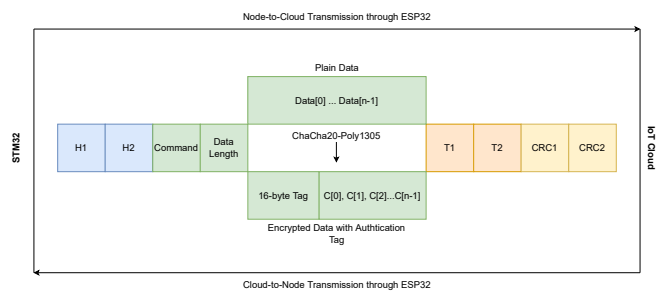 Node-to-Cloud Transmission through ESP32
Plain Data
Data[0] ... Data[n-1]
STM32
H1
H2
Command
Data
Length
ChaCha20-Poly1305
T1
T2
CRC1
CRC2
IoT Cloud
16-byte Tag
C[0], C[1], C[2]...C[n-1]
Encrypted Data with Authtication
Tag
Cloud-to-Node Transmission through ESP32